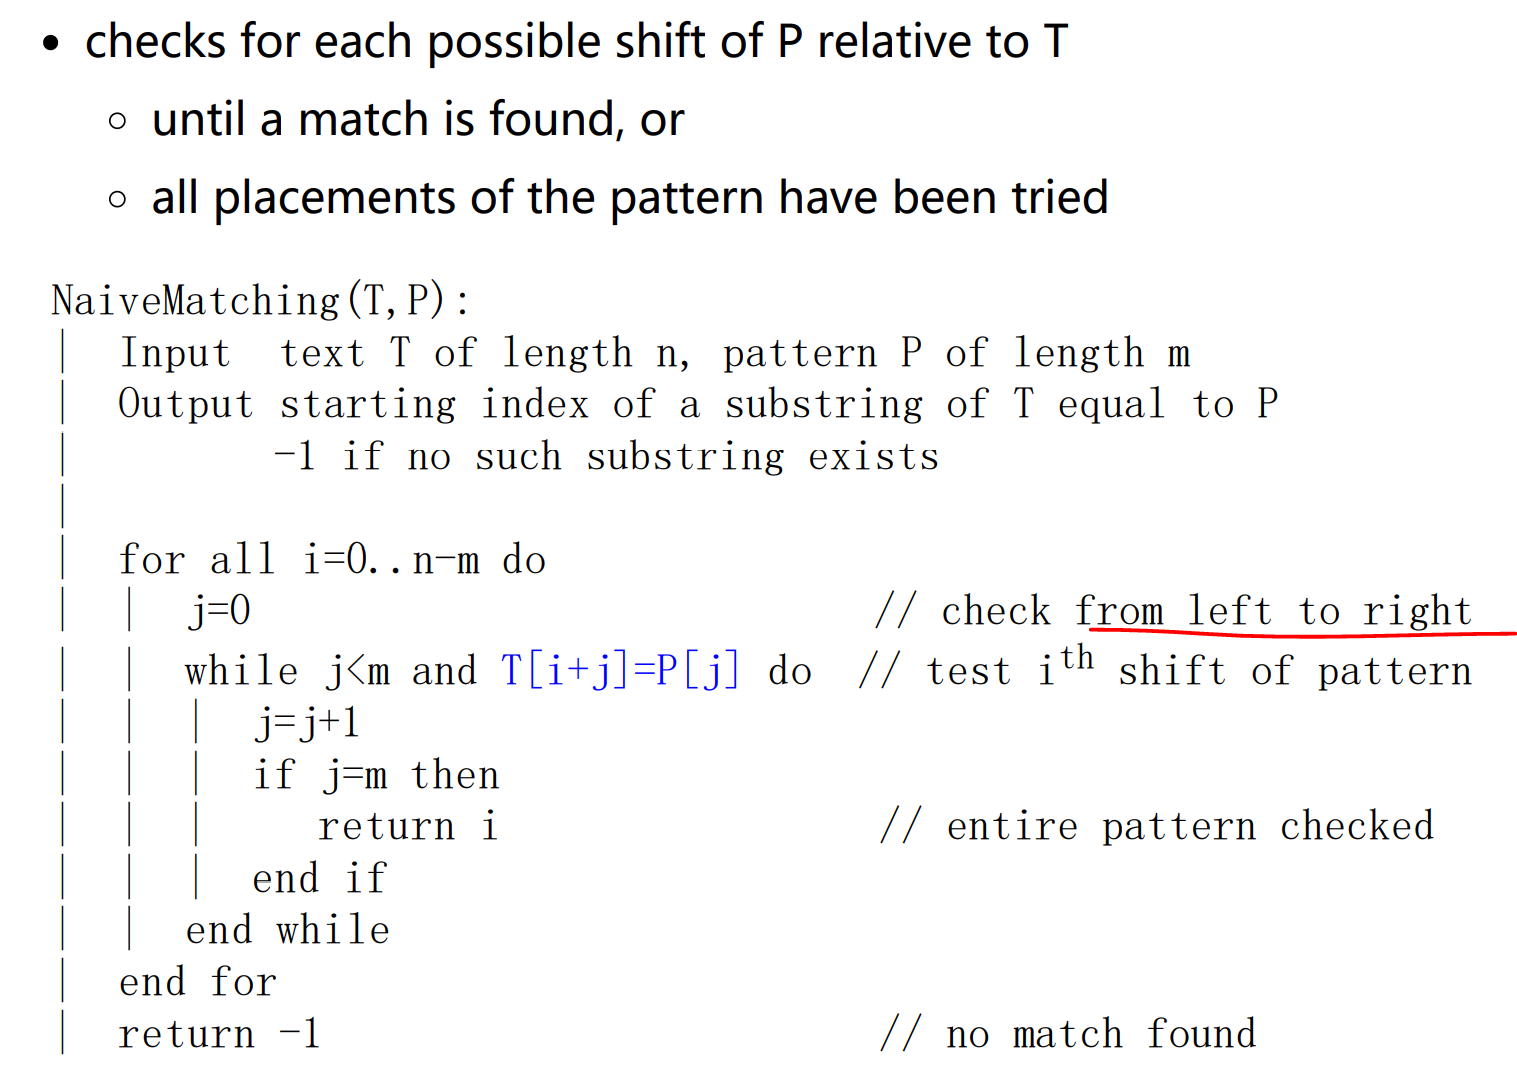 • checks for each possible shift of P relative to T
○ until a match is found, or
○ all placements of the pattern have been tried
NaiveMatching(T,P):
| Input text T of length n, pattern P of length m
| Output starting index of a substring of T equal to P
| -1 if no such substring exists
|
| for all i=0..n-m do
| | j=0 // check from left to right
| | while j<m and T[i+j]=P[j] do // test iᵗʰ shift of pattern
| | | j=j+1
| | | if j=m then
| | | return i // entire pattern checked
| | | end if
| | end while
| end for
| return -1 // no match found